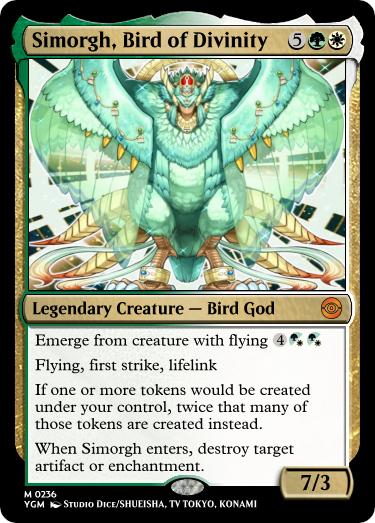 Simorgh, Bird of Divinity 5
Legendary Creature — Bird God
Emerge from creature with flying 4
Flying, first strike, lifelink
If one or more tokens would be created
under your control, twice that many of
those tokens are created instead.
When Simorgh enters, destroy target
artifact or enchantment.
7/3
M 0236
YGM Studio Dice/SHUEISHA, TV TOKYO, KONAMI